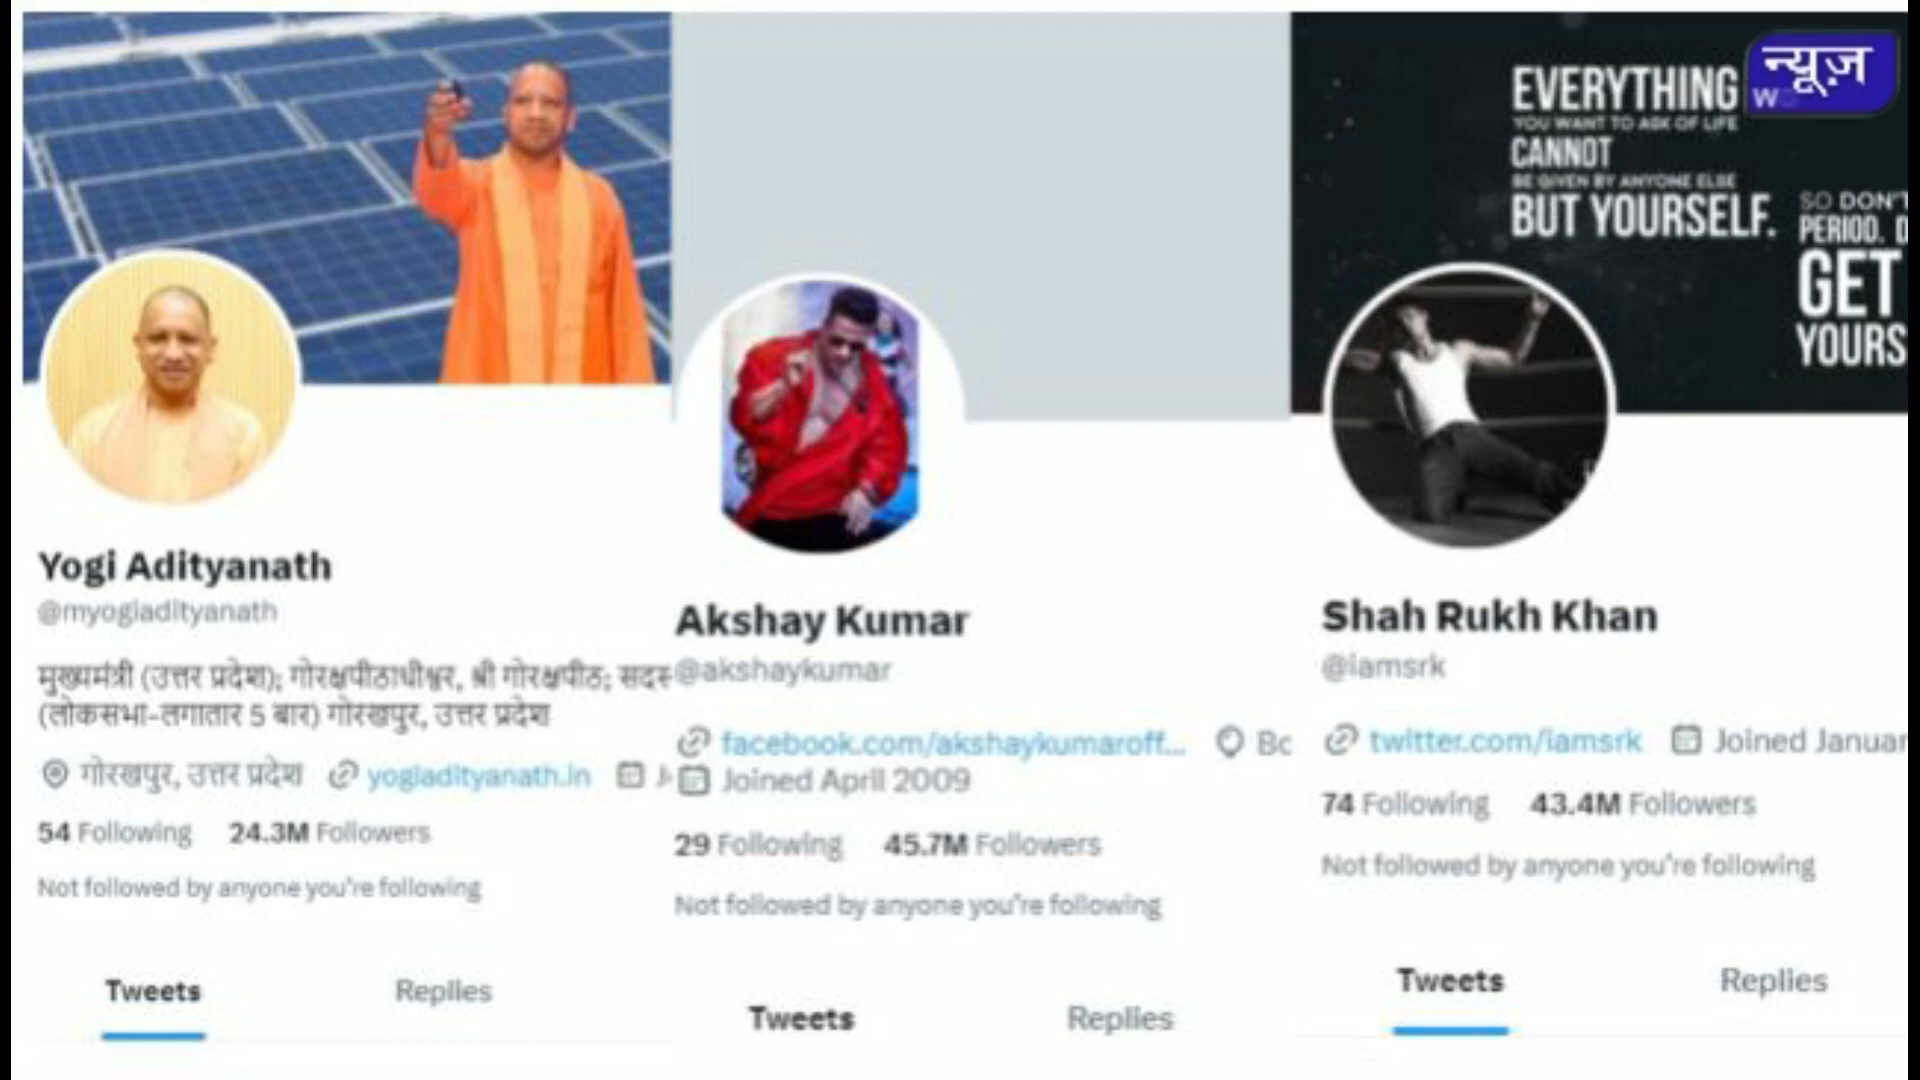 न्यूज़
EVERYTHING
YOU WANT TO ASK OF LIFE
CANNOT
BE GIVEN BY ANYONE ELSE
BUT YOURSELF.
SO DON'T
PERIOD.
GET
YOURS
Yogi Adityanath
@myogiadityanath
मुख्यमंत्री (उत्तर प्रदेश); गोरक्षपीठाधीश्वर, श्री गोरक्षपीठ; सदस
(लोकसभा-लगातार 5 बार) गोरखपुर, उत्तर प्रदेश
गोरखपुर, उत्तर प्रदेश yogiadityanath.in
54 Following 24.3M Followers
Not followed by anyone you're following
Tweets Replies
Akshay Kumar
@akshaykumar
facebook.com/akshaykumaroff... Bo
Joined April 2009
29 Following 45.7M Followers
Not followed by anyone you're following
Tweets Replies
Shah Rukh Khan
@iamsrk
twitter.com/iamsrk Joined Januar
74 Following 43.4M Followers
Not followed by anyone you're following
Tweets Replies